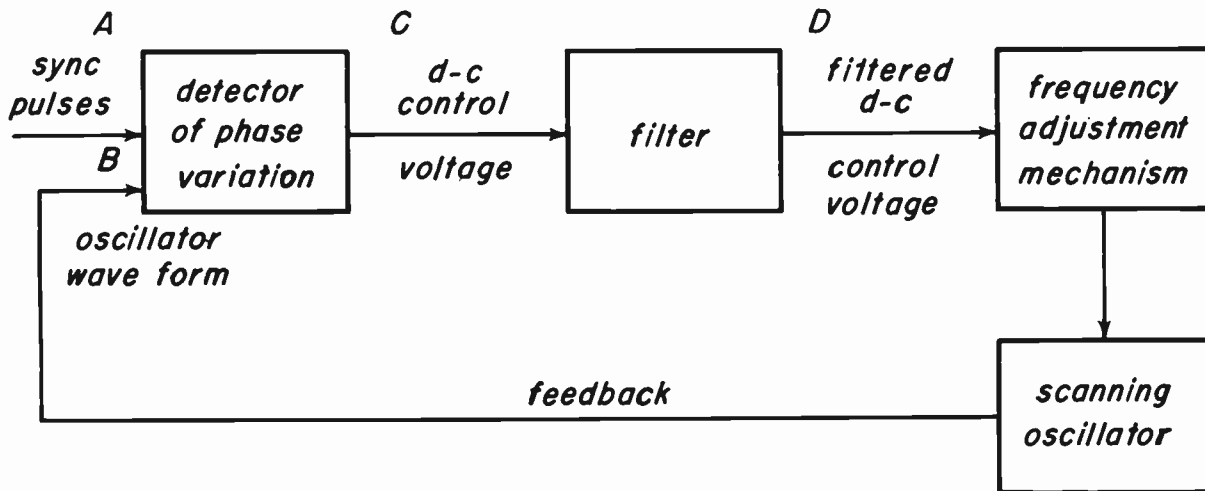 A
sync
pulses
B
oscillator
wave form
detector
of phase
variation
C
d-c
control
voltage
filter
D
filtered
d-c
control
voltage
frequency
adjustment
mechanism
feedback
scanning
oscillator